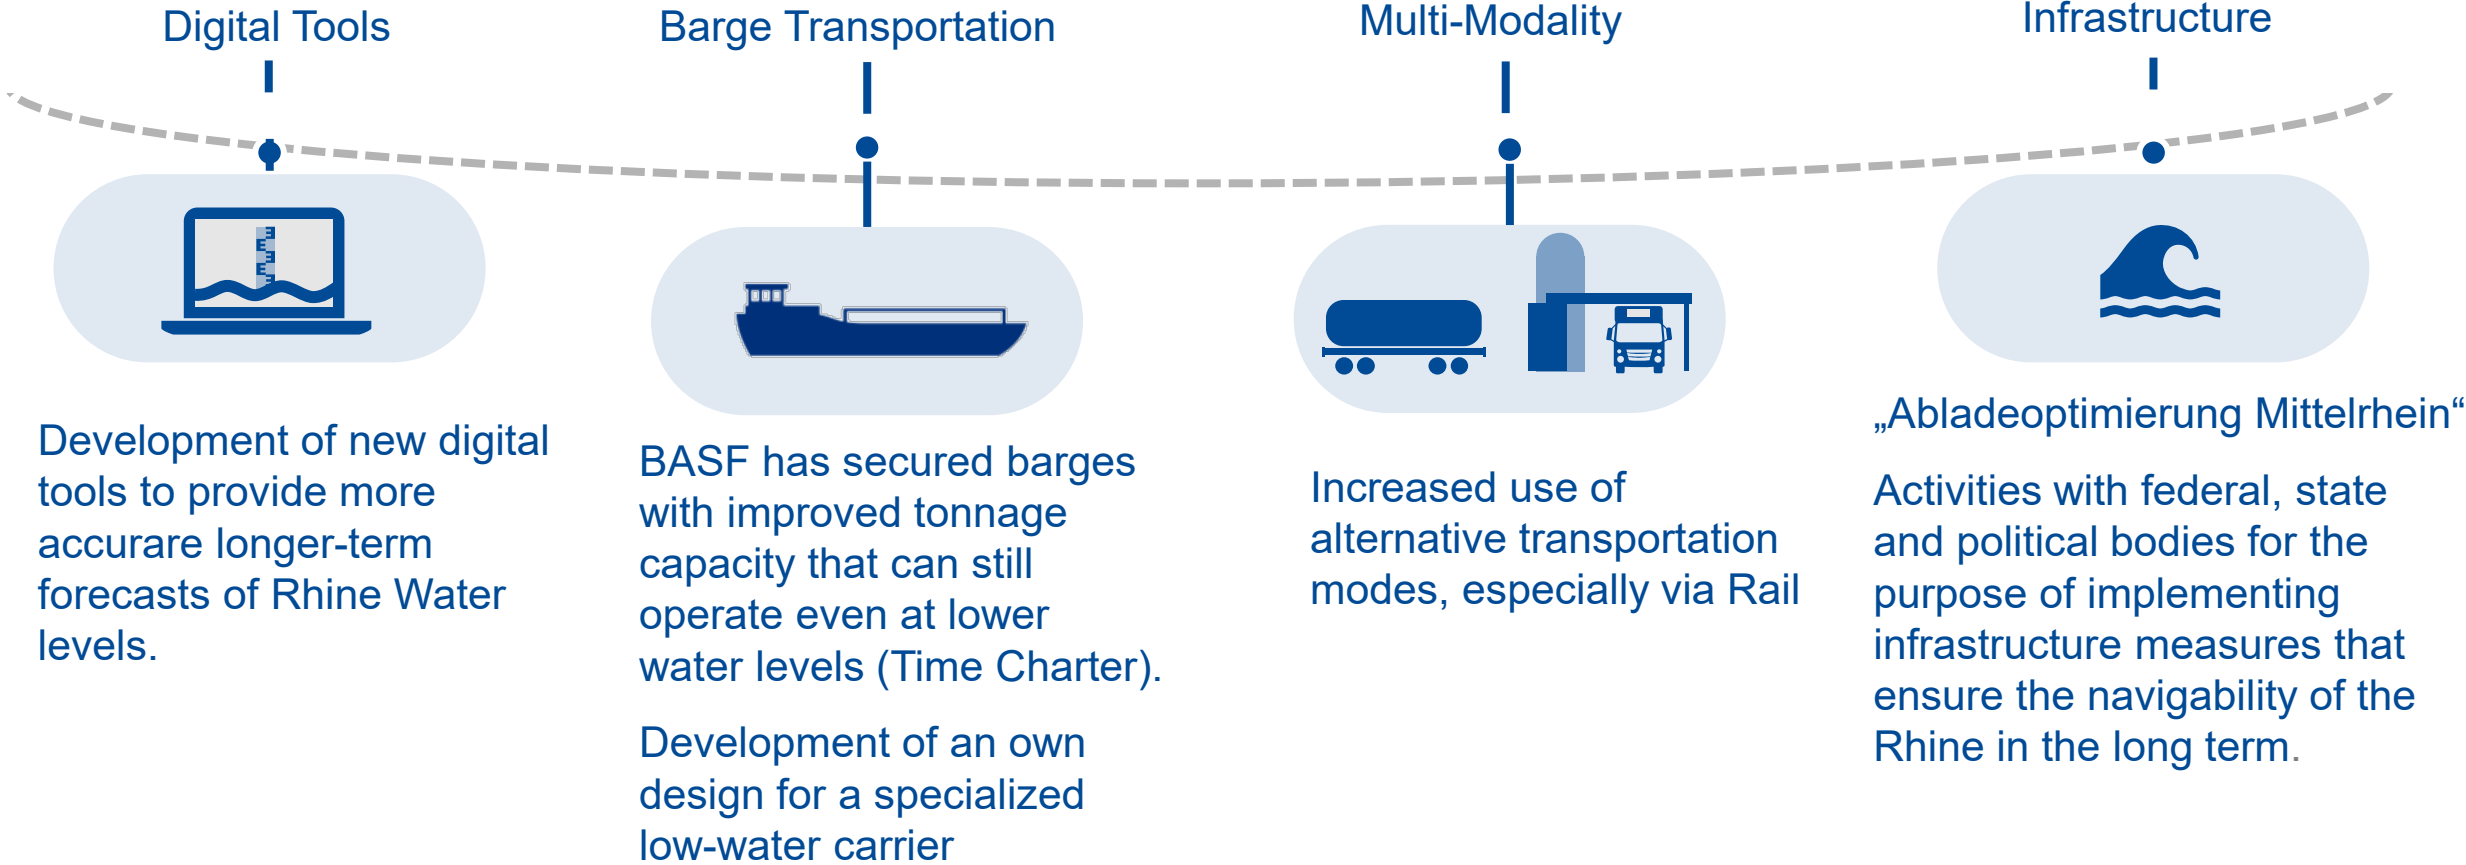 Digital Tools
Development of new digital
tools to provide more
accurare longer-term
forecasts of Rhine Water
levels.
Barge Transportation
BASF has secured barges
with improved tonnage
capacity that can still
operate even at lower
water levels (Time Charter).
Development of an own
design for a specialized
low-water carrier
Multi-Modality
Increased use of
alternative transportation
modes, especially via Rail
Infrastructure
„Abladeoptimierung Mittelrhein“
Activities with federal, state
and political bodies for the
purpose of implementing
infrastructure measures that
ensure the navigability of the
Rhine in the long term.